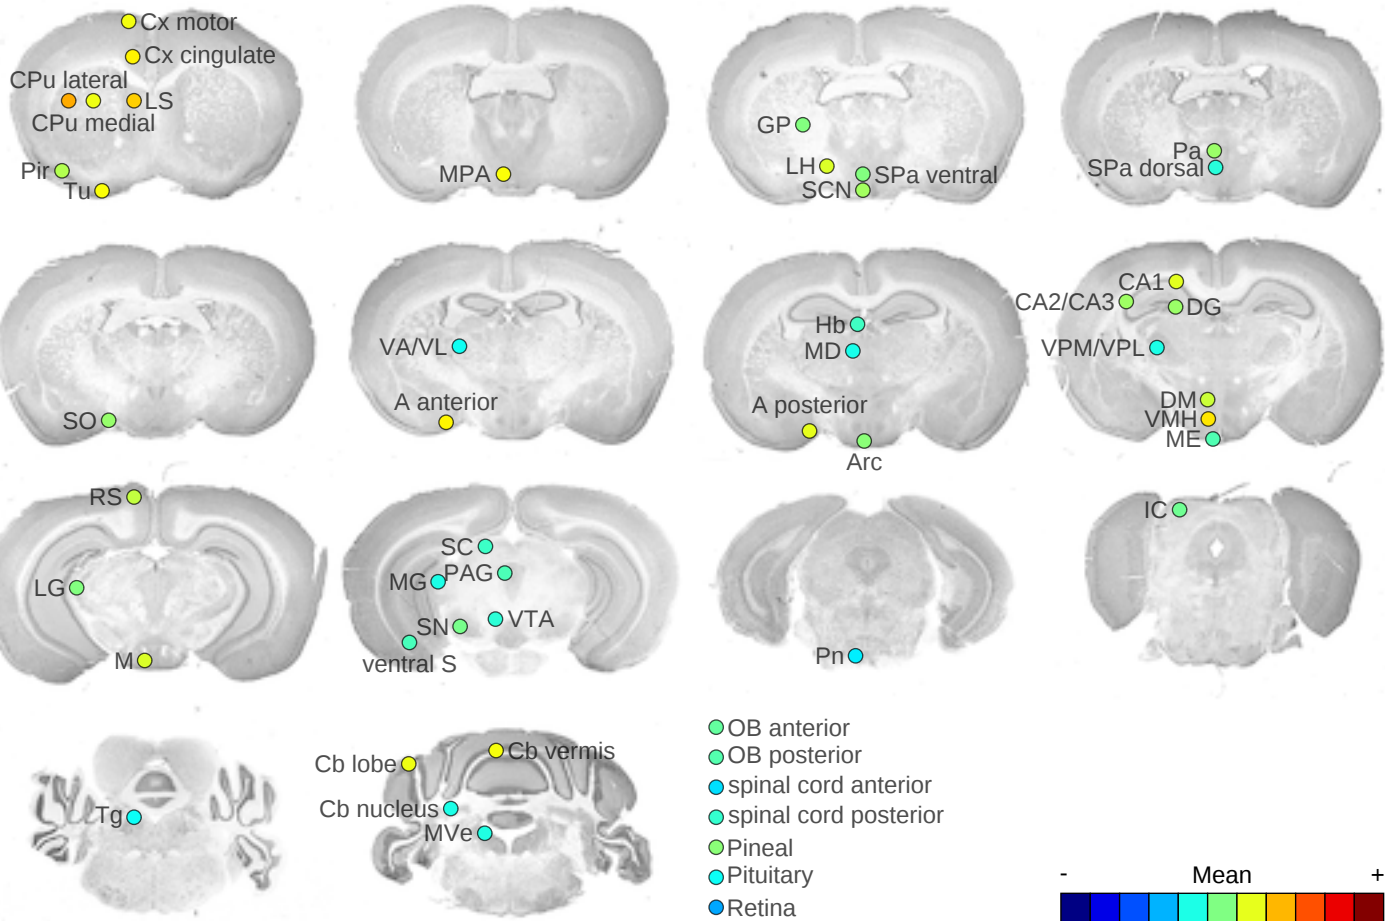 Cx motor
Cx cingulate
CPu lateral
LS
CPu medial
Pir
Tu
MPA
GP
LH
SPa ventral
SCN
Pa
SPa dorsal
SO
VA/VL
A anterior
Hb
MD
A posterior
Arc
CA1
CA2/CA3
DG
VPM/VPL
DM
VMH
ME
RS
LG
M
SC
MG
PAG
SN
VTA
ventral S
Pn
IC
Tg
Cb lobe
Cb vermis
Cb nucleus
MVe
OB anterior
OB posterior
spinal cord anterior
spinal cord posterior
Pineal
Pituitary
Retina
- Mean +